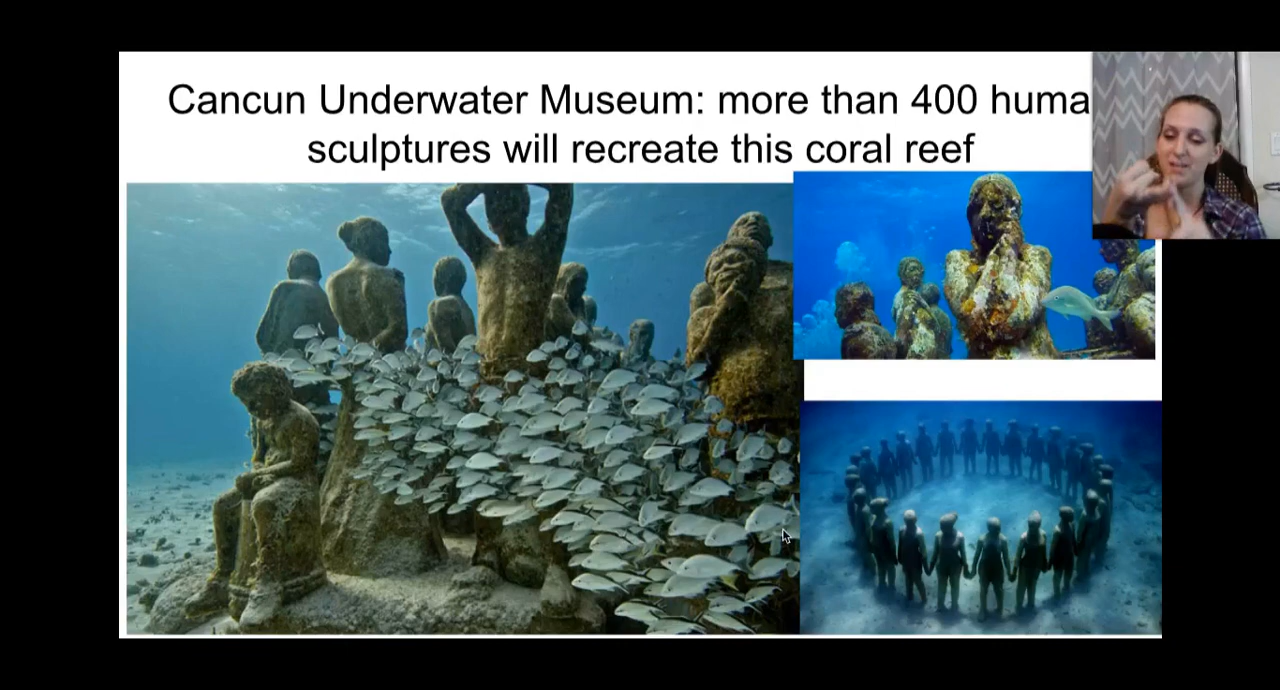 Cancun Underwater Museum: more than 400 huma
sculptures will recreate this coral reef